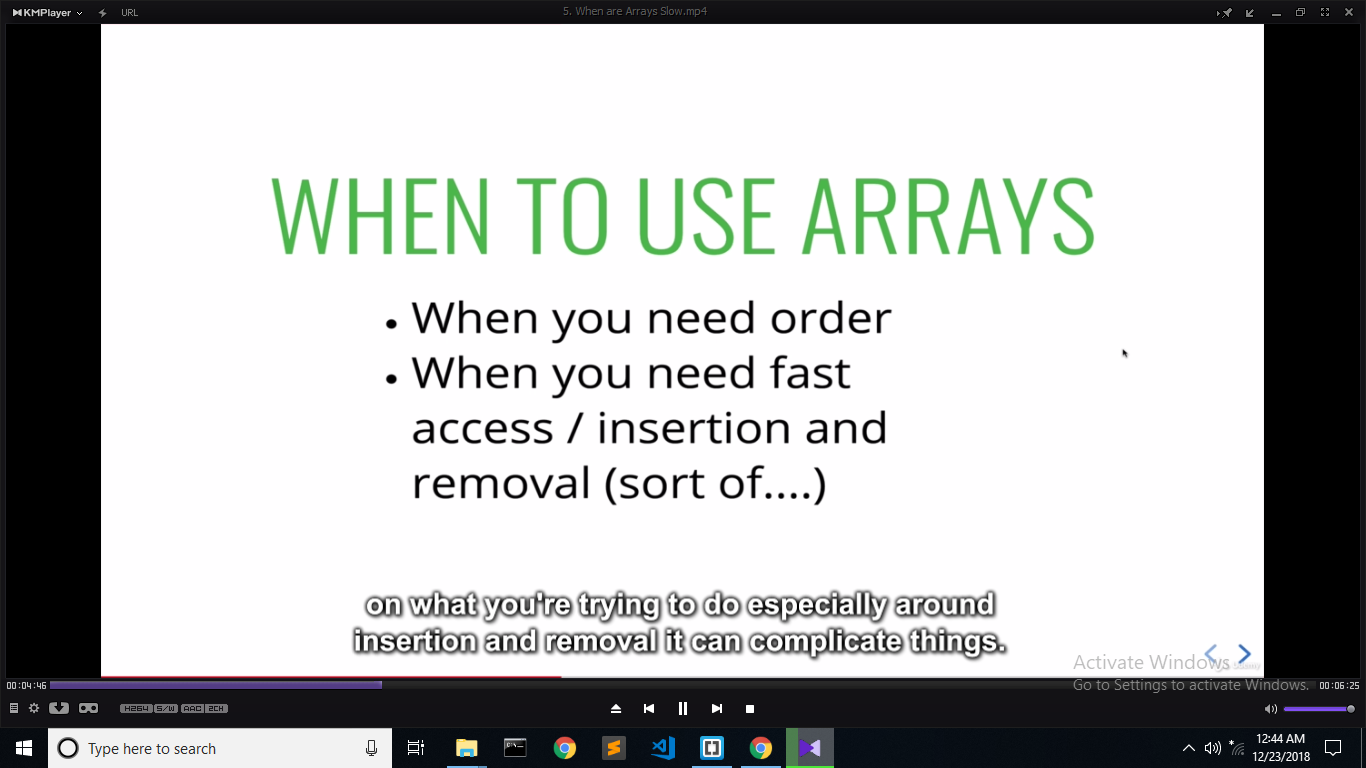 KMPlayer
URL
5. When are Arrays Slow.mp4
WHEN TO USE ARRAYS
• When you need order
• When you need fast
access / insertion and
removal (sort of....)
on what you're trying to do especially around
insertion and removal it can complicate things.
Activate Windows
Go to Settings to activate Windows.
00:04:46
00:06:25
H264 S/W AAC 2CH
Type here to search
12:44 AM
12/23/2018